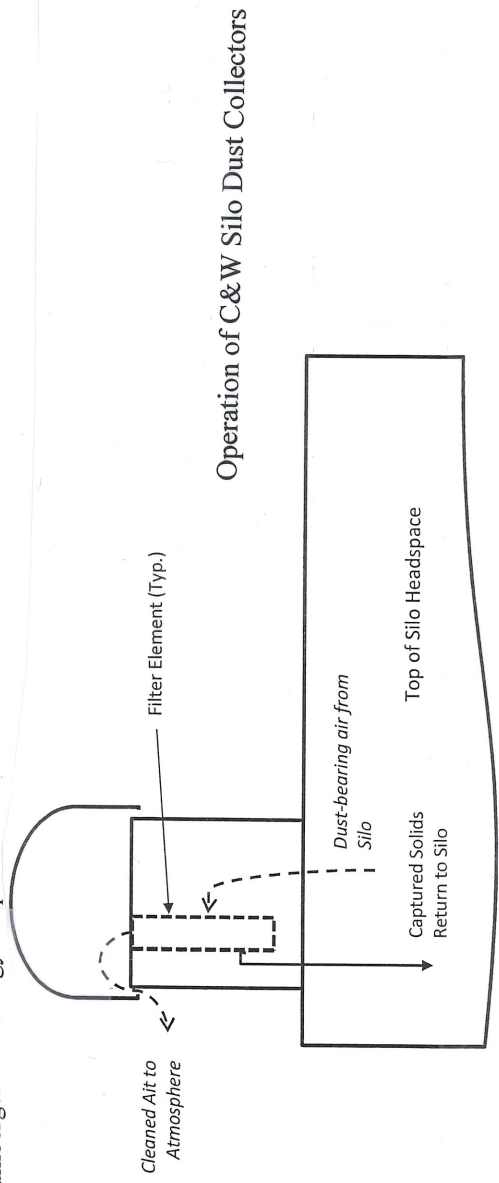 Operation of C&W Silo Dust Collectors
Filter Element (Typ.)
Cleaned Ait to
Atmosphere
Dust-bearing air from
Silo
Captured Solids
Return to Silo
Top of Silo Headspace